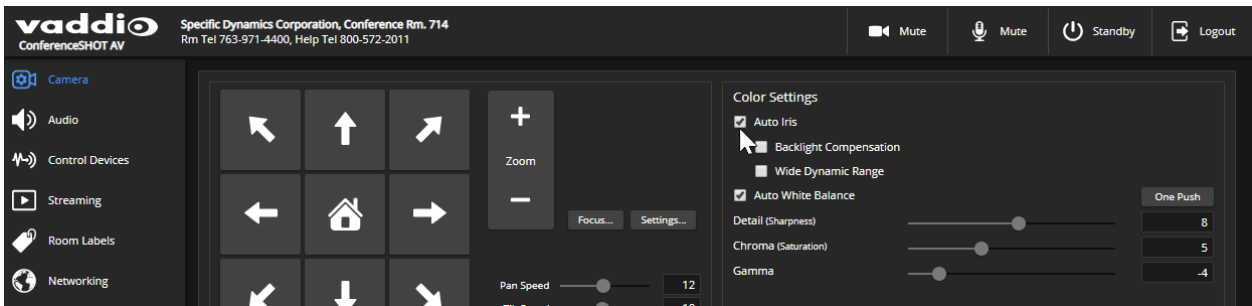 vaddio
ConferenceSHOT AV
Specific Dynamics Corporation, Conference Rm. 714
Rm Tel 763-971-4400, Help Tel 800-572-2011
Mute
Mute
Standby
Logout
Camera
Audio
Control Devices
Streaming
Room Labels
Networking
Zoom
Focus...
Settings...
Pan Speed
12
Color Settings
Auto Iris
Backlight Compensation
Wide Dynamic Range
Auto White Balance
One Push
Detail (Sharpness)
8
Chroma (Saturation)
5
Gamma
-4